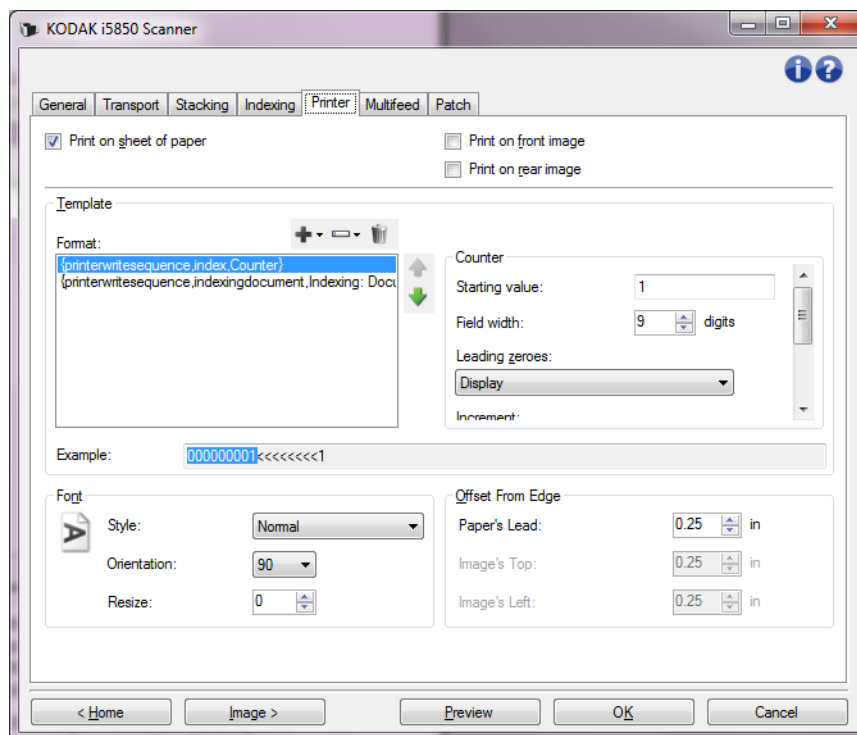 KODAK i5850 Scanner
General Transport Stacking Indexing Printer Multifeed Patch
Print on sheet of paper
Print on front image
Print on rear image
Template
Format:
{printerwritesequence,index,Counter}
{printerwritesequence,indexingdocument,Indexing: Docu
Counter
Starting value: 1
Field width: 9 digits
Leading zeroes:
Display
Increment:
Example: 000000001<<<<<<<<1
Font
Style: Normal
Orientation: 90
Resize: 0
Offset From Edge
Paper's Lead: 0.25 in
Image's Top: 0.25 in
Image's Left: 0.25 in
< Home Image > Preview OK Cancel